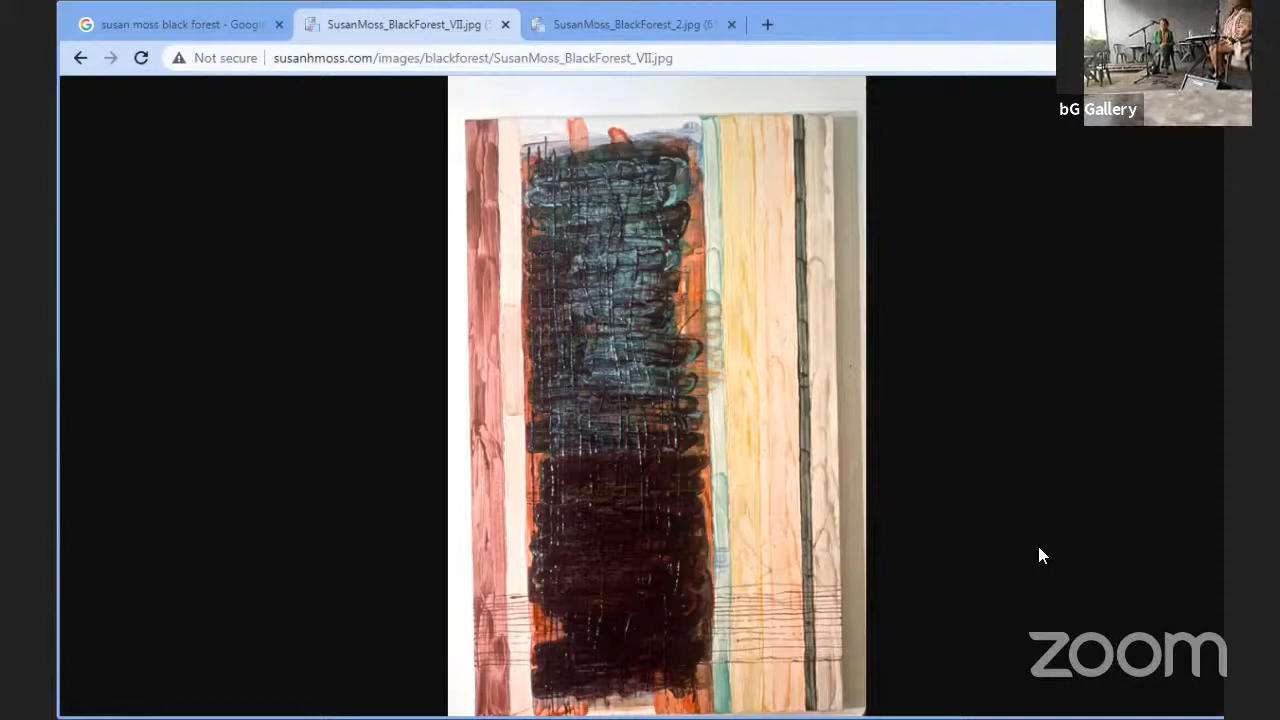 susan moss black forest - Googl
SusanMoss_BlackForest_VII.jpg (
SusanMoss_BlackForest_2.jpg (6
Not secure
susanhmoss.com/images/blackforest/SusanMoss_BlackForest_VII.jpg
bG Gallery
zoom